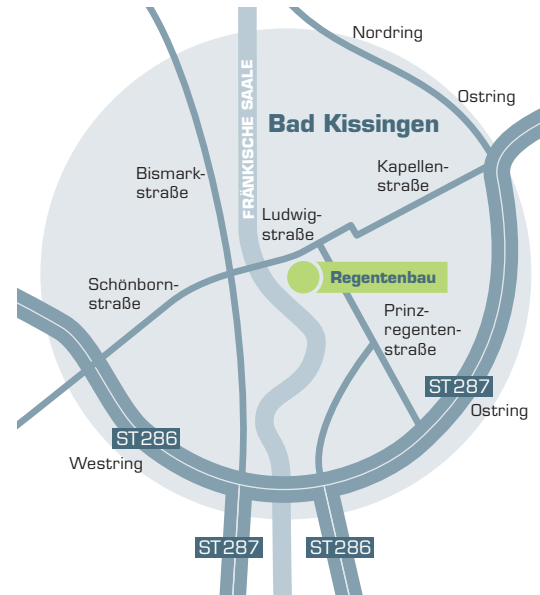 Nordring
Ostring
FRÄNKISCHE SAALE
Bad Kissingen
Bismark-
straße
Kapellen-
straße
Ludwig-
straße
Regentenbau
Schönborn-
straße
Prinz-
regenten-
straße
ST287
Ostring
ST286
Westring
ST287
ST286